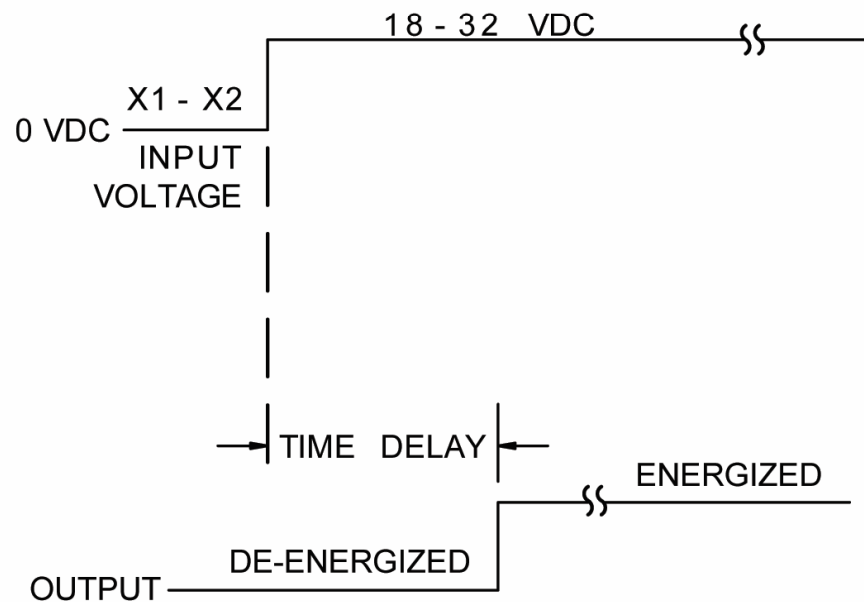 18 - 32 VDC
X1 - X2
0 VDC
INPUT
VOLTAGE
TIME DELAY
ENERGIZED
DE-ENERGIZED
OUTPUT